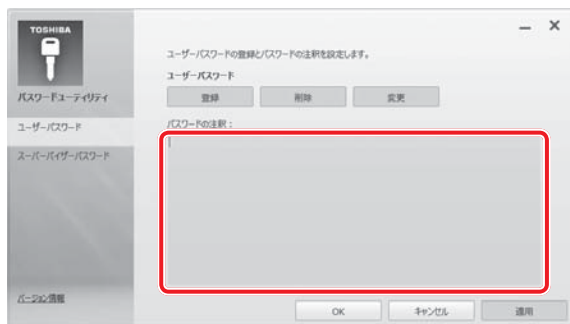 TOSHIBA
パスワードユーティリティ
ユーザーパスワード
スーパーバイザーパスワード
バージョン情報
ユーザーパスワードの登録とパスワードの注釈を設定します。
ユーザーパスワード
登録 削除 変更
パスワードの注釈：
OK キャンセル 適用